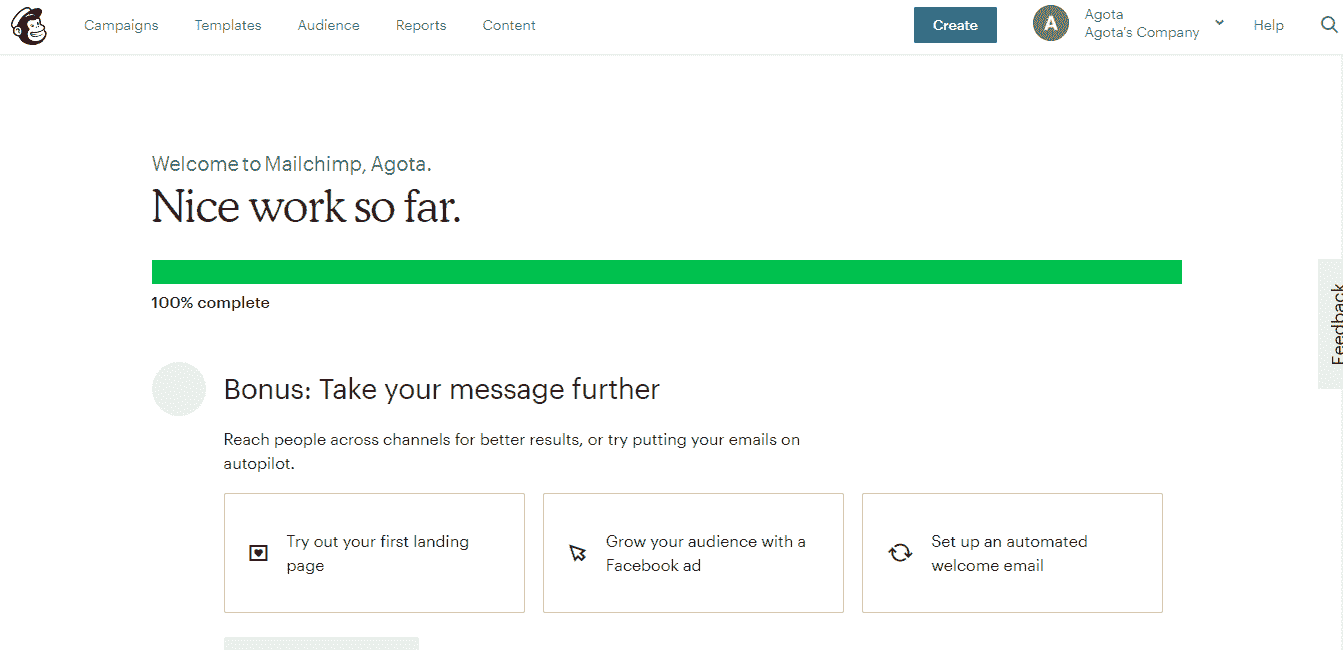 Campaigns Templates Audience Reports Content Create A Agota Help
Agota's Company
Welcome to Mailchimp, Agota.
Nice work so far.
100% complete
Feedback
Bonus: Take your message further
Reach people across channels for better results, or try putting your emails on
autopilot.
Try out your first landing
page
Grow your audience with a
Facebook ad
Set up an automated
welcome email